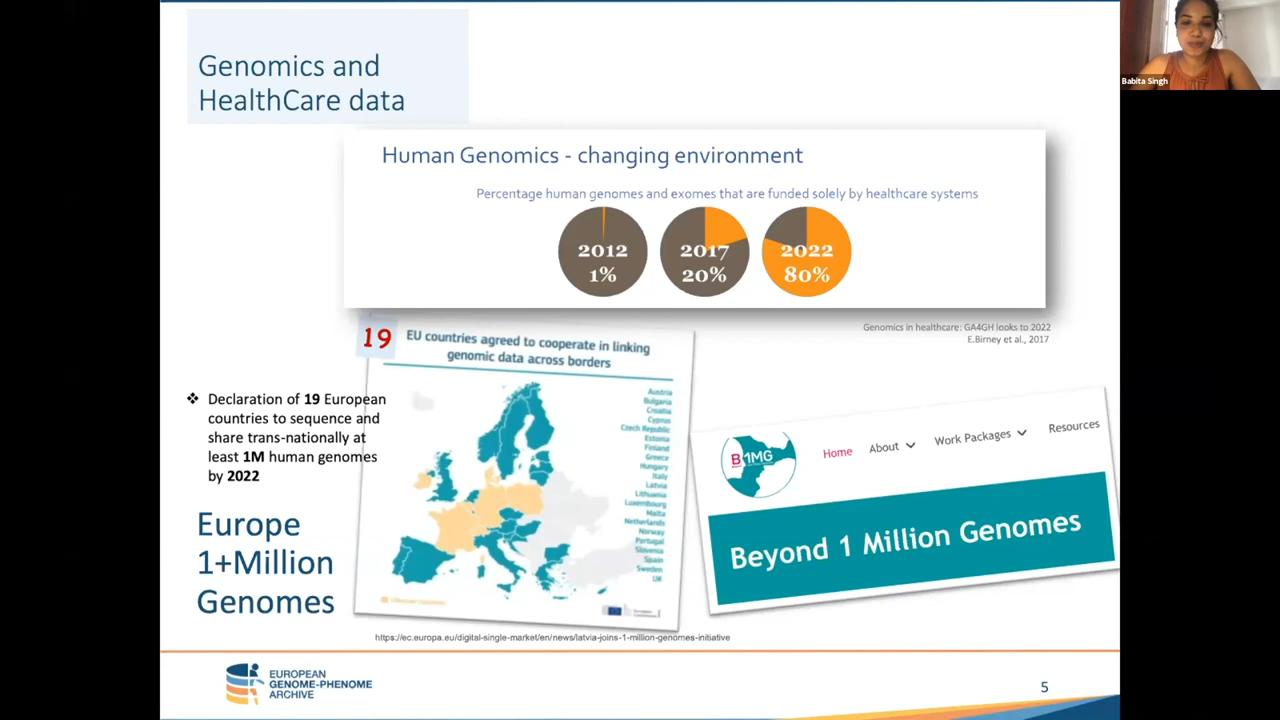 Genomics and
HealthCare data
Babita Singh
Human Genomics - changing environment
Percentage human genomes and exomes that are funded solely by healthcare systems
2012
1%
2017
20%
2022
80%
Genomics in healthcare: GA4GH looks to 2022
E.Birney et al., 2017
19
EU countries agreed to cooperate in linking
genomic data across borders
Austria
Bulgaria
Croatia
Cyprus
Czech Republic
Estonia
Finland
Greece
Hungary
Italy
Latvia
Lithuania
Luxembourg
Malta
Netherlands
Norway
Portugal
Slovenia
Spain
Sweden
UK
❖ Declaration of 19 European
countries to sequence and
share trans-nationally at
least 1M human genomes
by 2022
Europe
1+Million
Genomes
B1MG
Home About Work Packages Resources
Beyond 1 Million Genomes
https://ec.europa.eu/digital-single-market/en/news/latvia-joins-1-million-genomes-initiative
EUROPEAN
GENOME-PHENOME
ARCHIVE
5